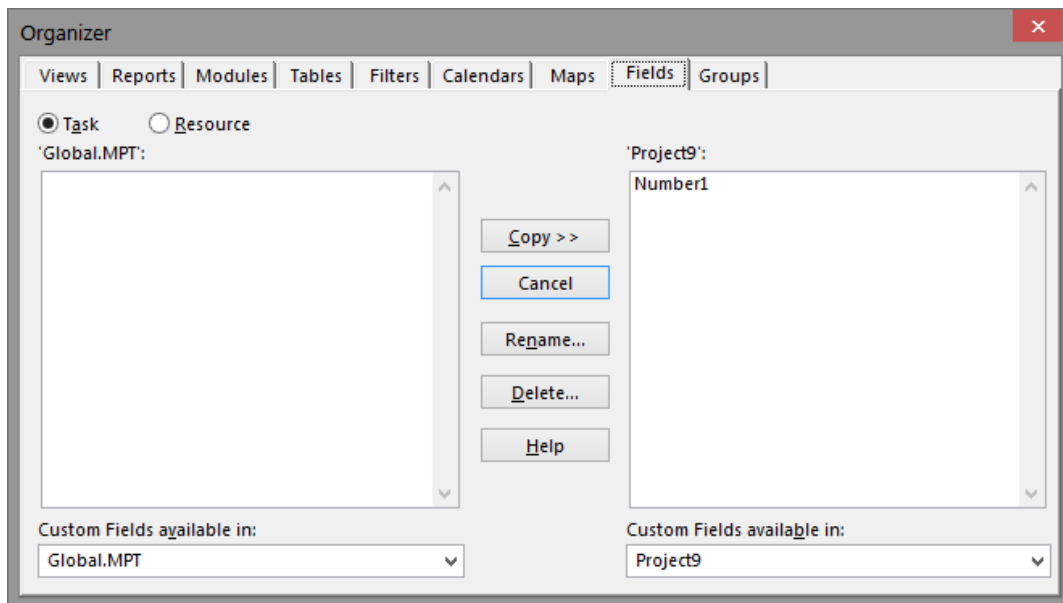 Organizer
Views Reports Modules Tables Filters Calendars Maps Fields Groups
Task Resource
'Global.MPT': 'Project9':
Number1
Copy >>
Cancel
Rename...
Delete...
Help
Custom Fields available in: Custom Fields available in:
Global.MPT Project9